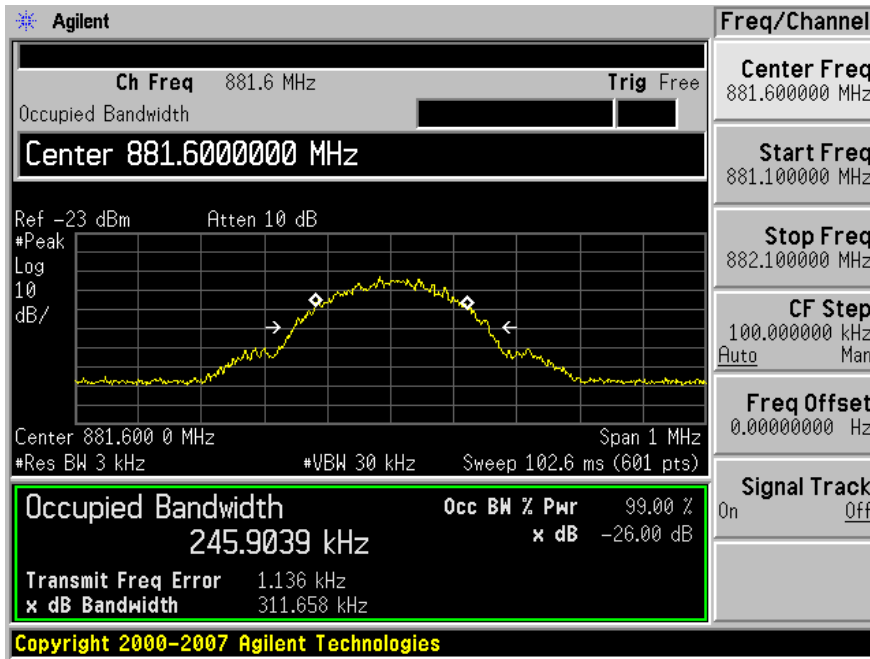 Agilent
Freq/Channel
Ch Freq 881.6 MHz Trig Free
Occupied Bandwidth
Center 881.6000000 MHz
Ref -23 dBm Atten 10 dB
#Peak
Log
10
dB/
Center 881.600 0 MHz Span 1 MHz
#Res BW 3 kHz #VBW 30 kHz Sweep 102.6 ms (601 pts)
Occupied Bandwidth
245.9039 kHz
Occ BW % Pwr 99.00 %
x dB -26.00 dB
Transmit Freq Error 1.136 kHz
x dB Bandwidth 311.658 kHz
Center Freq
881.600000 MHz
Start Freq
881.100000 MHz
Stop Freq
882.100000 MHz
CF Step
100.000000 kHz
Auto Man
Freq Offset
0.00000000 Hz
Signal Track
On Off
Copyright 2000-2007 Agilent Technologies